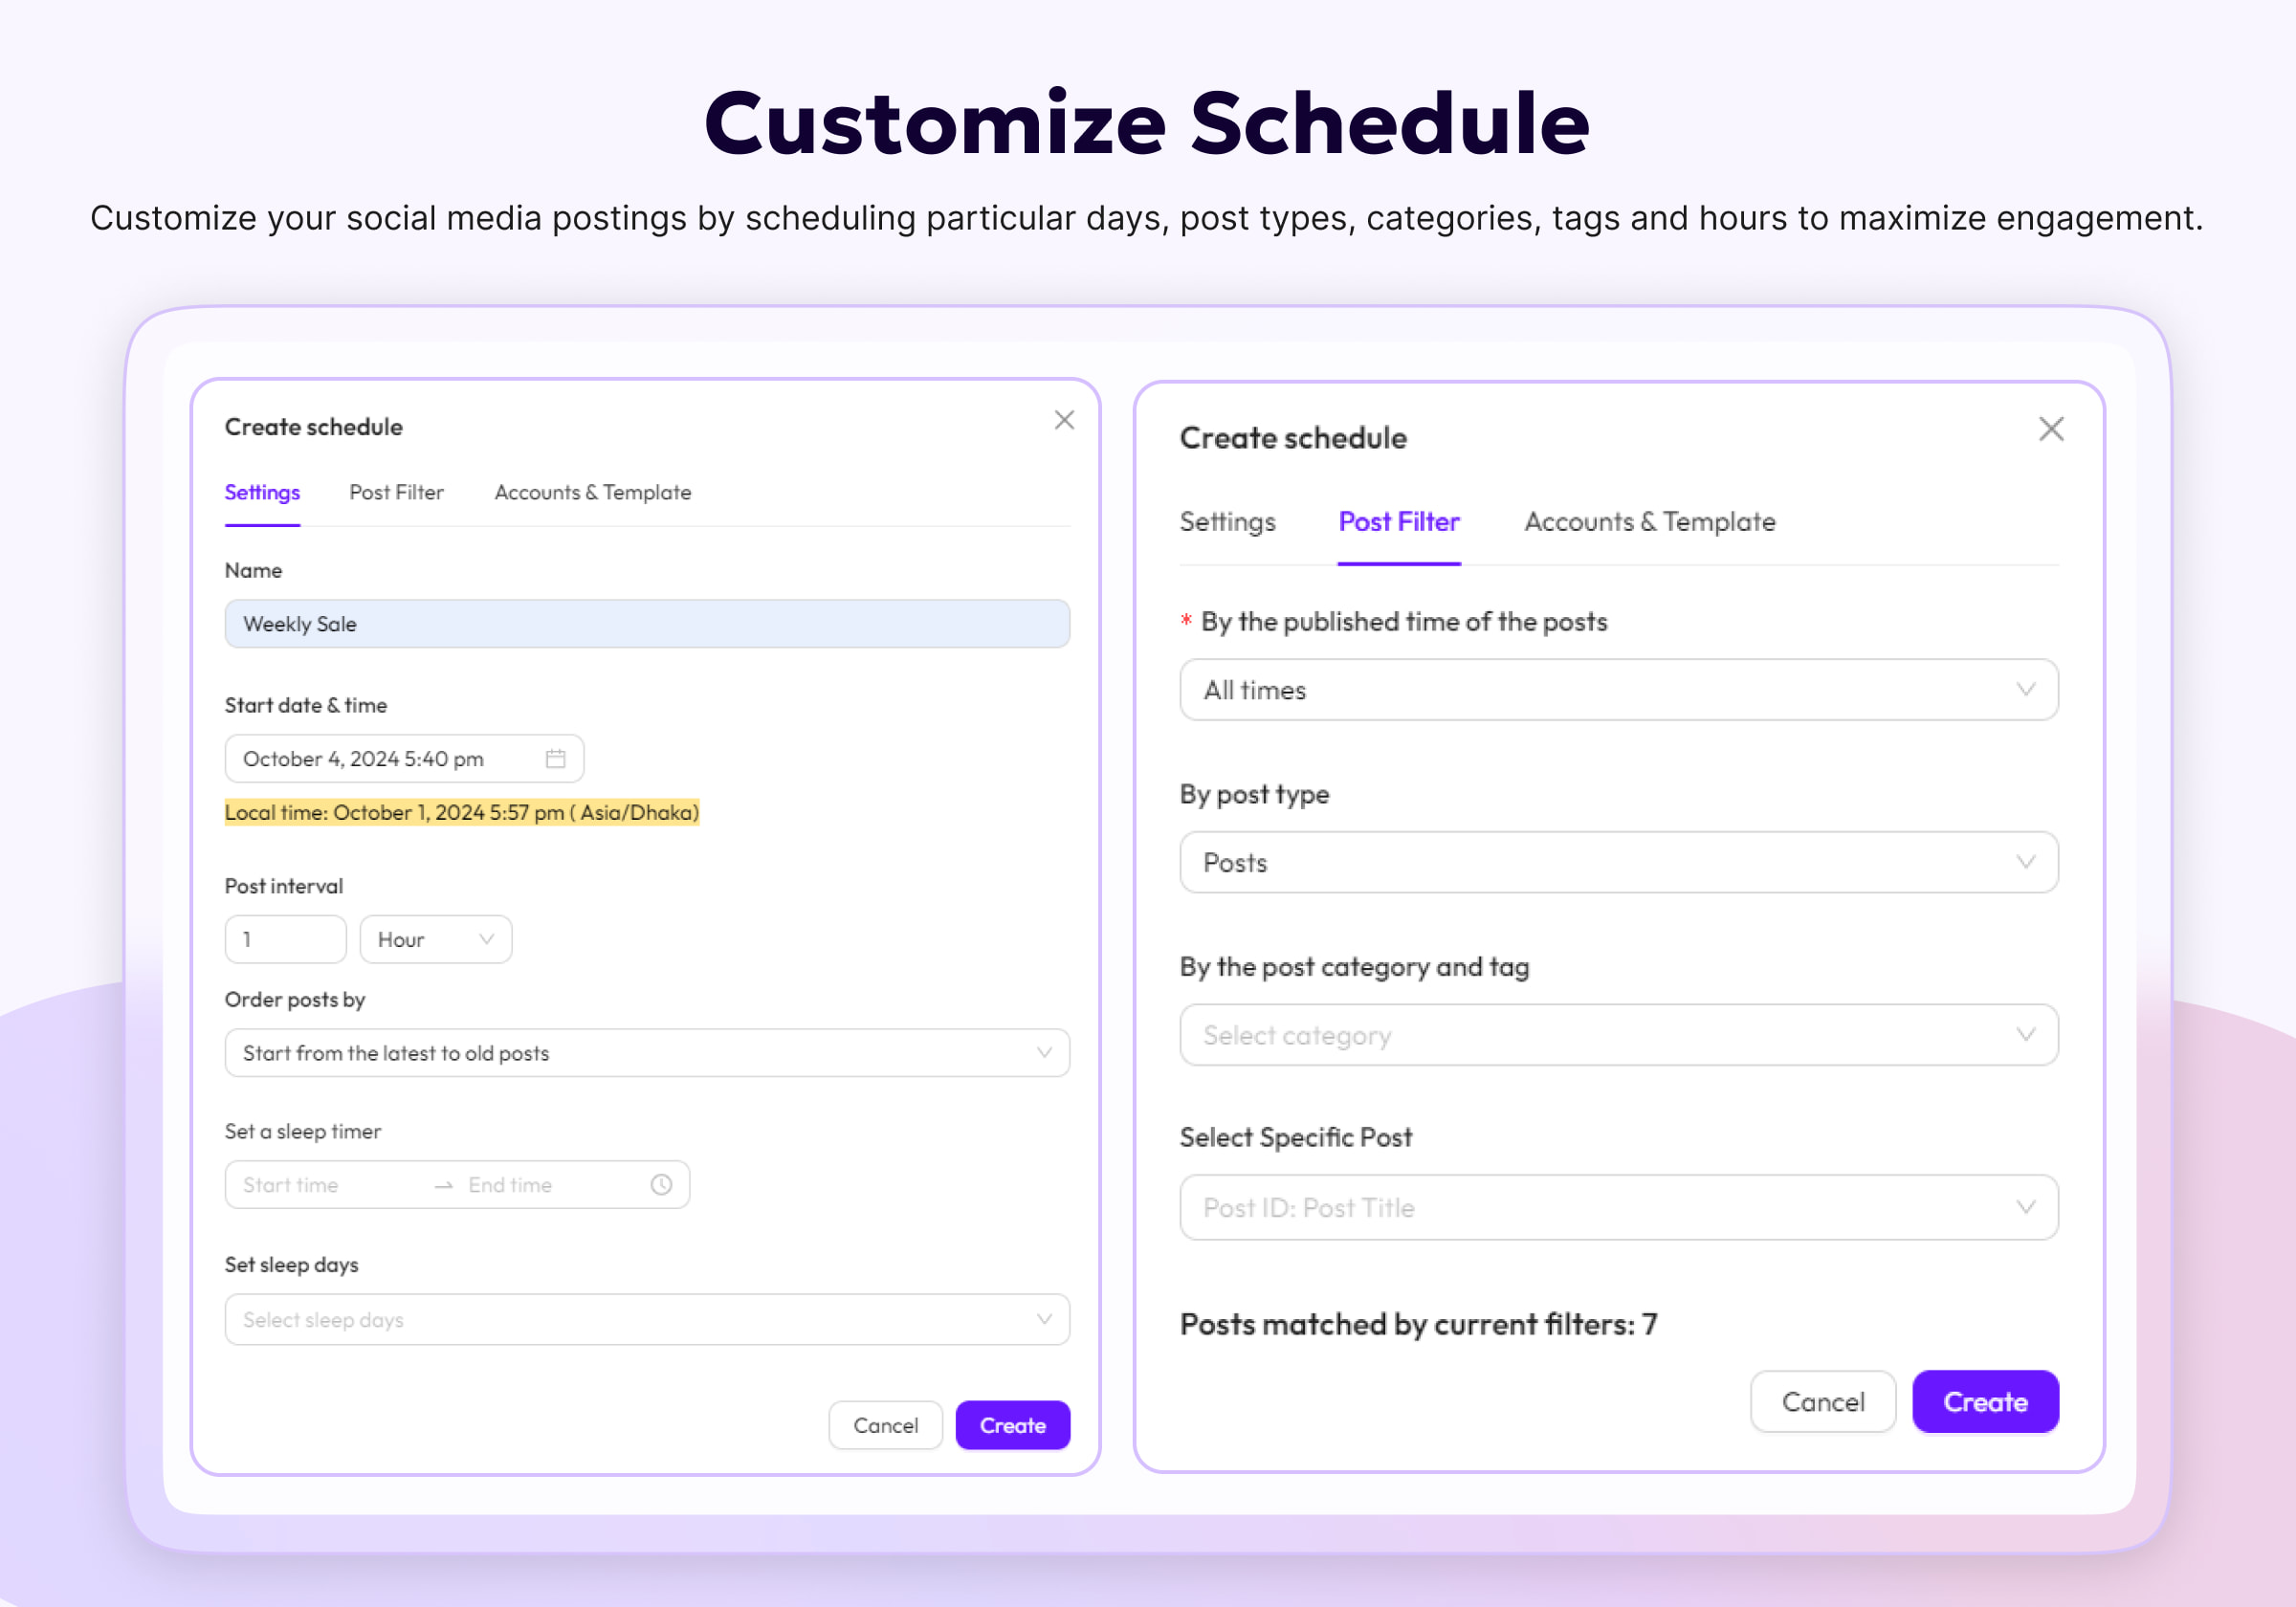 Customize Schedule
Customize your social media postings by scheduling particular days, post types, categories, tags and hours to maximize engagement.
Create schedule
Settings Post Filter Accounts & Template
Name
Weekly Sale
Start date & time
October 4, 2024 5:40 pm
Local time: October 1, 2024 5:57 pm ( Asia/Dhaka)
Post interval
1 Hour
Order posts by
Start from the latest to old posts
Set a sleep timer
Start time → End time
Set sleep days
Select sleep days
Cancel Create
Create schedule
Settings Post Filter Accounts & Template
* By the published time of the posts
All times
By post type
Posts
By the post category and tag
Select category
Select Specific Post
Post ID: Post Title
Posts matched by current filters: 7
Cancel Create